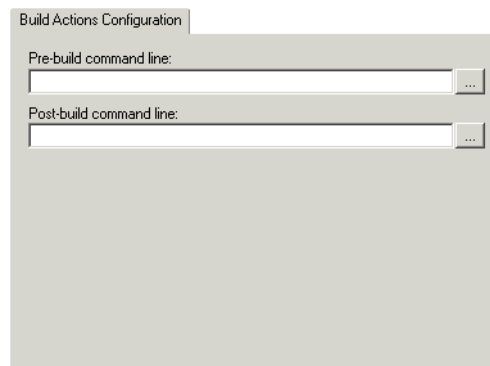 Build Actions Configuration
Pre-build command line:
...
Post-build command line:
...